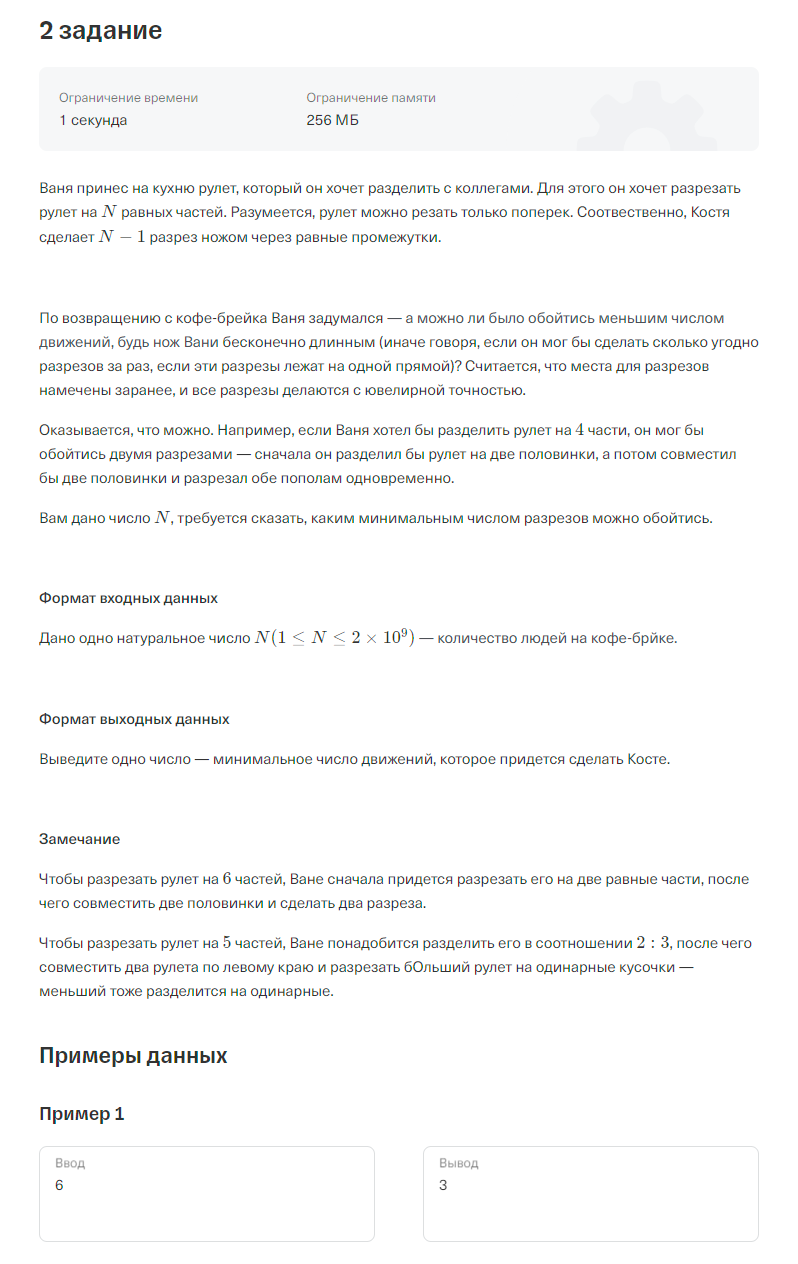 2 задание
Ограничение времени
Ограничение памяти
1 секунда
256 МБ
Ваня принес на кухню рулет, который он хочет разделить с коллегами. Для этого он хочет разрезать
рулет на N равных частей. Разумеется, рулет можно резать только поперек. Соотвественно, Костя
сделает N − 1 разрез ножом через равные промежутки.
По возвращению с кофе-брейка Ваня задумался — а можно ли было обойтись меньшим числом
движений, будь нож Вани бесконечно длинным (иначе говоря, если он мог бы сделать сколько угодно
разрезов за раз, если эти разрезы лежат на одной прямой)? Считается, что места для разрезов
намечены заранее, и все разрезы делаются с ювелирной точностью.
Оказывается, что можно. Например, если Ваня хотел бы разделить рулет на 4 части, он мог бы
обойтись двумя разрезами — сначала он разделил бы рулет на две половинки, а потом совместил
бы две половинки и разрезал обе пополам одновременно.
Вам дано число N, требуется сказать, каким минимальным числом разрезов можно обойтись.
Формат входных данных
Дано одно натуральное число N(1 ≤ N ≤ 2 × 10⁹) — количество людей на кофе-брйке.
Формат выходных данных
Выведите одно число — минимальное число движений, которое придется сделать Косте.
Замечание
Чтобы разрезать рулет на 6 частей, Ване сначала придется разрезать его на две равные части, после
чего совместить две половинки и сделать два разреза.
Чтобы разрезать рулет на 5 частей, Ване понадобится разделить его в соотношении 2 : 3, после чего
совместить два рулета по левому краю и разрезать бОльший рулет на одинарные кусочки —
меньший тоже разделится на одинарные.
Примеры данных
Пример 1
Ввод
6
Вывод
3